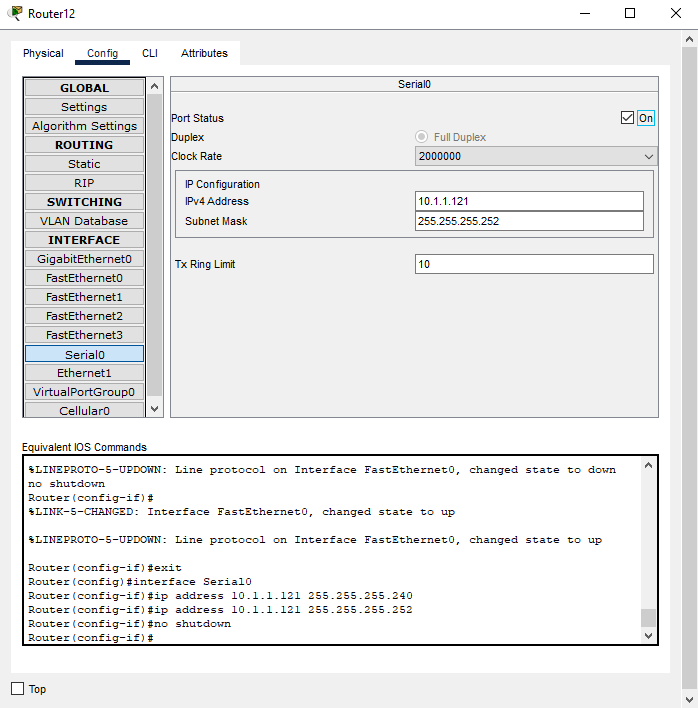 Router12
Physical Config CLI Attributes
GLOBAL
Settings
Algorithm Settings
ROUTING
Static
RIP
SWITCHING
VLAN Database
INTERFACE
GigabitEthernet0
FastEthernet0
FastEthernet1
FastEthernet2
FastEthernet3
Serial0
Ethernet1
VirtualPortGroup0
Cellular0
Serial0
Port Status On
Duplex Full Duplex
Clock Rate 2000000
IP Configuration
IPv4 Address 10.1.1.121
Subnet Mask 255.255.255.252
Tx Ring Limit 10
Equivalent IOS Commands
%LINEPROTO-5-UPDOWN: Line protocol on Interface FastEthernet0, changed state to down
no shutdown
Router(config-if)#
%LINK-5-CHANGED: Interface FastEthernet0, changed state to up
%LINEPROTO-5-UPDOWN: Line protocol on Interface FastEthernet0, changed state to up
Router(config-if)#exit
Router(config)#interface Serial0
Router(config-if)#ip address 10.1.1.121 255.255.255.240
Router(config-if)#ip address 10.1.1.121 255.255.255.252
Router(config-if)#no shutdown
Router(config-if)#
Top